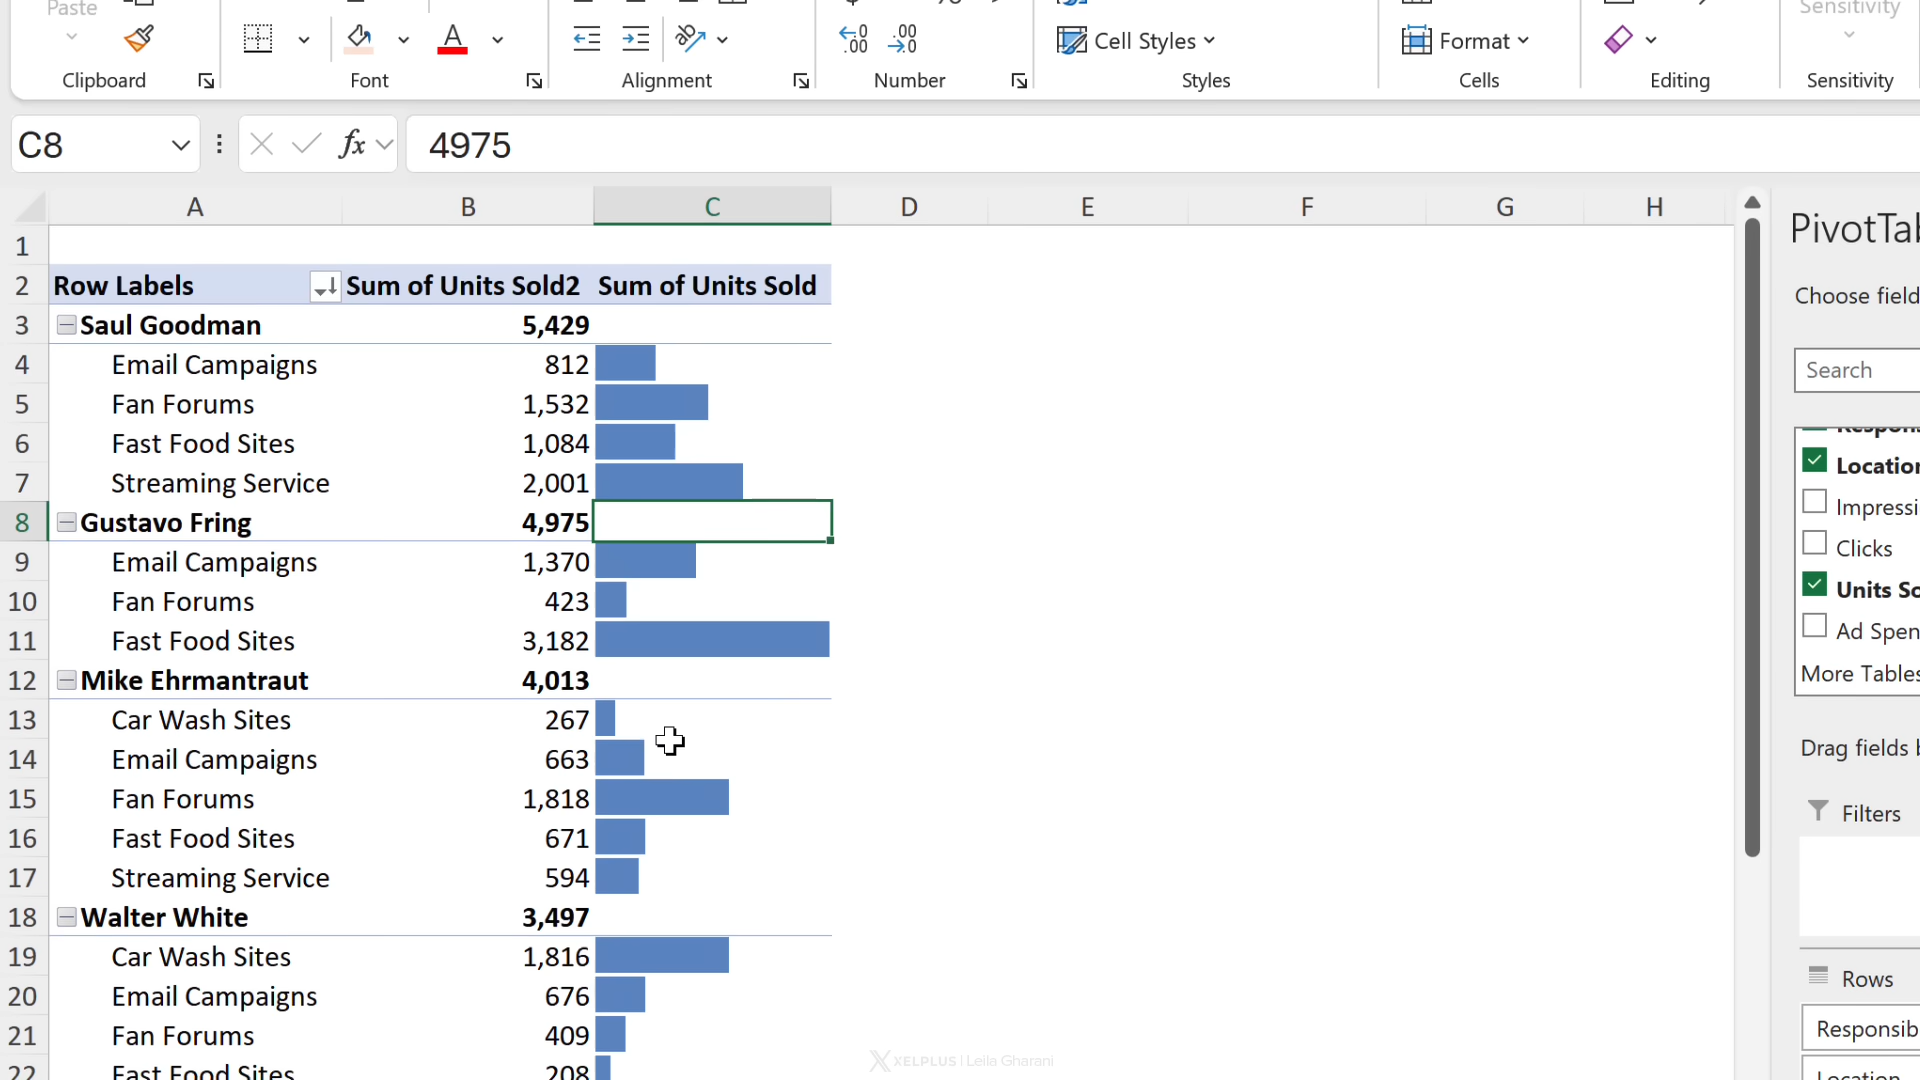 Paste
Sensitivity
Cell Styles
Format
Clipboard
Font
Alignment
Number
Styles
Cells
Editing
Sensitivity
C8
fx
4975
A B C D E F G H
1
2 Row Labels Sum of Units Sold2 Sum of Units Sold
3 Saul Goodman 5,429
4 Email Campaigns 812
5 Fan Forums 1,532
6 Fast Food Sites 1,084
7 Streaming Service 2,001
8 Gustavo Fring 4,975
9 Email Campaigns 1,370
10 Fan Forums 423
11 Fast Food Sites 3,182
12 Mike Ehrmantraut 4,013
13 Car Wash Sites 267
14 Email Campaigns 663
15 Fan Forums 1,818
16 Fast Food Sites 671
17 Streaming Service 594
18 Walter White 3,497
19 Car Wash Sites 1,816
20 Email Campaigns 676
21 Fan Forums 409
22 Fast Food Sites 208
PivotTab
Choose field
Search
Respons
Location
Impressi
Clicks
Units So
Ad Spen
More Tables
Drag fields b
Filters
Rows
Responsib
Location
XELPLUS | Leila Gharani